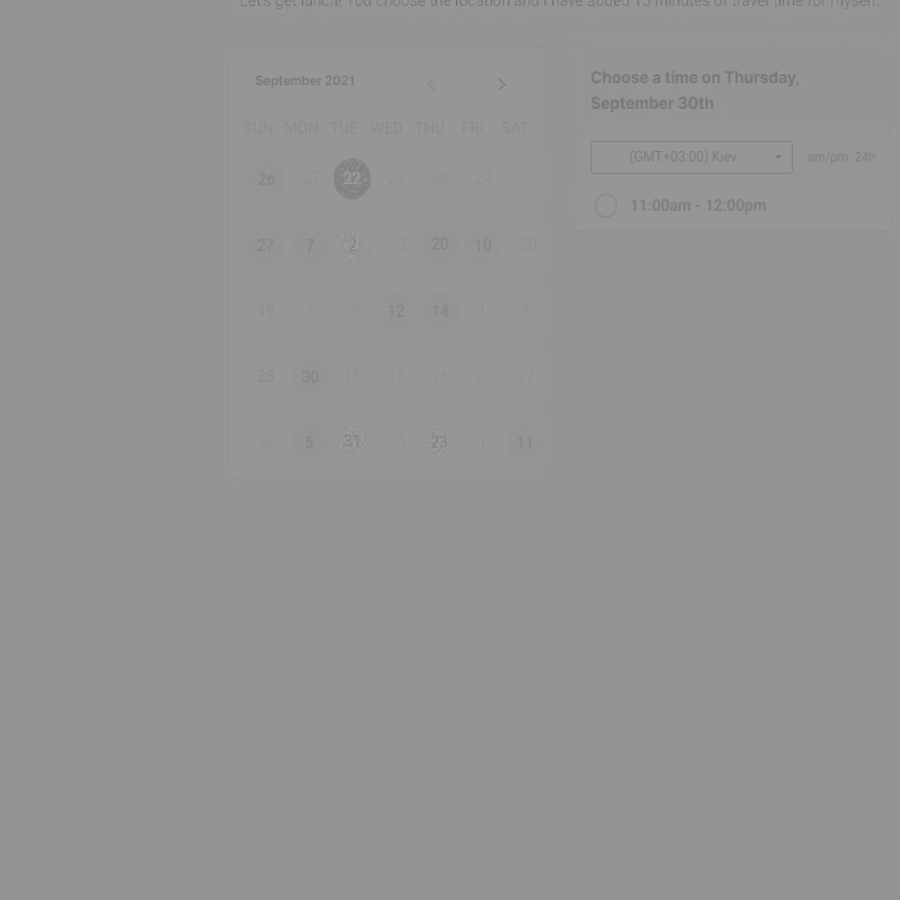 Let's get lunch! You choose the location and I have added 15 minutes of travel time for myself.
September 2021
SUN MON TUE WED THU FRI SAT
26 27 22 24 30 24 7
27 7 2 13 20 10 20
19 7 29 12 14 1 8
28 30 15 17 26 27 29
20 5 31 25 23 1 11
Choose a time on Thursday,
September 30th
(GMT+03:00) Kiev am/pm 24h
11:00am - 12:00pm